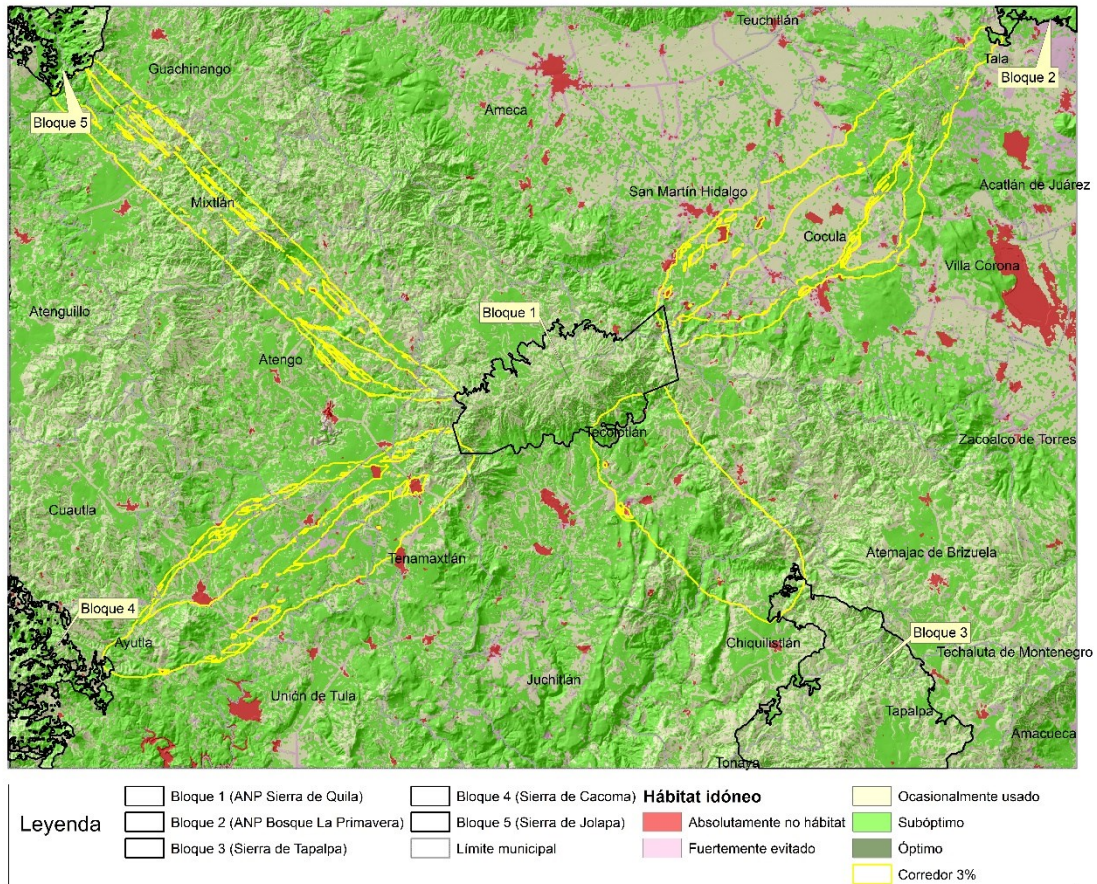 Teuchitlán
Guachinango
Tala
Bloque 2
Ameca
Bloque 5
San Martín Hidalgo
Acatlán de Juárez
Mixtlán
Cocula
Villa Corona
Atenguillo
Bloque 1
Atengo
Tecolotlán
Zacoalco de Torres
Cuautla
Tenamaxtlán
Atemajac de Brizuela
Bloque 4
Ayutla
Chiquilistlán
Bloque 3
Techaluta de Montenegro
Juchitlán
Unión de Tula
Tapalpa
Amacueca
Tonaya
Leyenda
Bloque 1 (ANP Sierra de Quila)
Bloque 2 (ANP Bosque La Primavera)
Bloque 3 (Sierra de Tapalpa)
Bloque 4 (Sierra de Cacoma)
Bloque 5 (Sierra de Jolapa)
Límite municipal
Hábitat idóneo
Absolutamente no hábitat
Fuertemente evitado
Ocasionalmente usado
Subóptimo
Óptimo
Corredor 3%